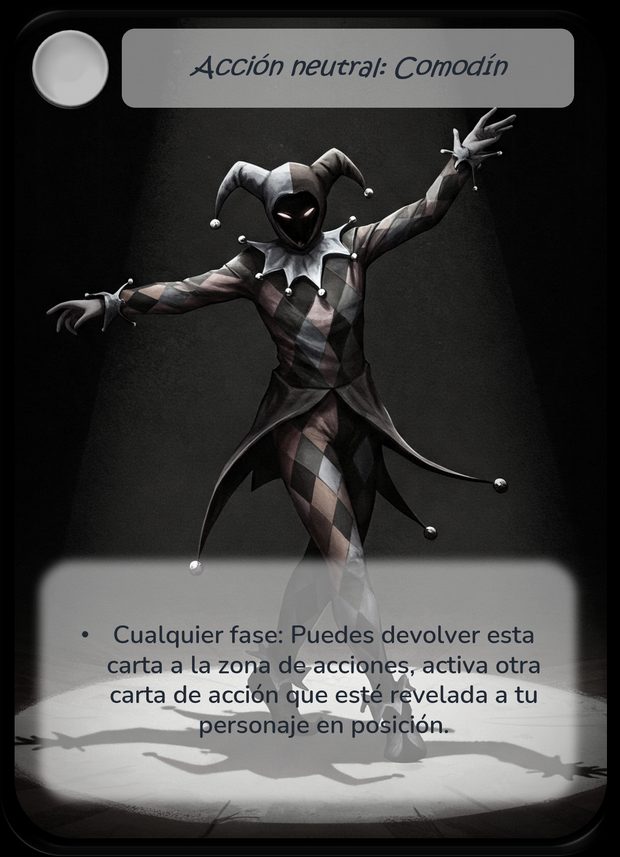 Acción neutral: Comodín
• Cualquier fase: Puedes devolver esta
carta a la zona de acciones, activa otra
carta de acción que esté revelada a tu
personaje en posición.